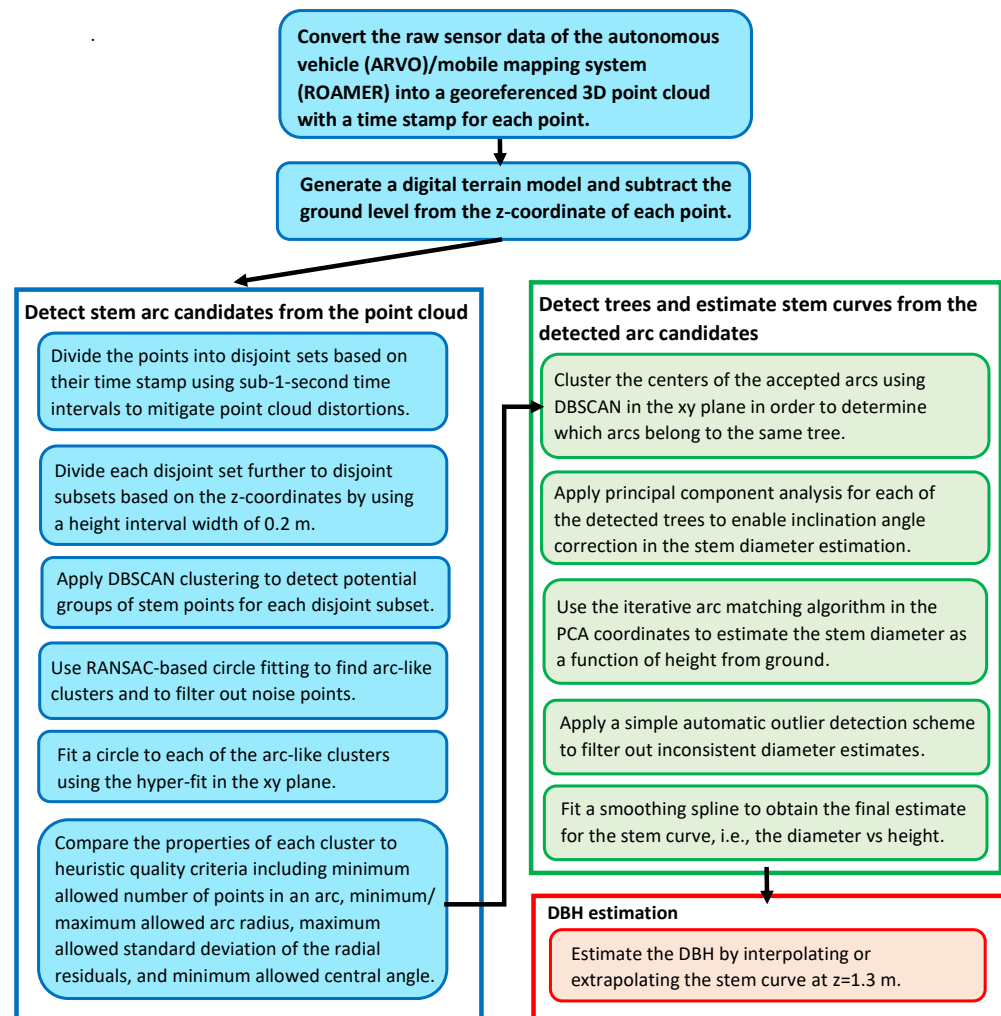 Convert the raw sensor data of the autonomous
vehicle (ARVO)/mobile mapping system
(ROAMER) into a georeferenced 3D point cloud
with a time stamp for each point.
Generate a digital terrain model and subtract the
ground level from the z-coordinate of each point.
Detect stem arc candidates from the point cloud
Divide the points into disjoint sets based on
their time stamp using sub-1-second time
intervals to mitigate point cloud distortions.
Divide each disjoint set further to disjoint
subsets based on the z-coordinates by using
a height interval width of 0.2 m.
Apply DBSCAN clustering to detect potential
groups of stem points for each disjoint subset.
Use RANSAC-based circle fitting to find arc-like
clusters and to filter out noise points.
Fit a circle to each of the arc-like clusters
using the hyper-fit in the xy plane.
Compare the properties of each cluster to
heuristic quality criteria including minimum
allowed number of points in an arc, minimum/
maximum allowed arc radius, maximum
allowed standard deviation of the radial
residuals, and minimum allowed central angle.
Detect trees and estimate stem curves from the
detected arc candidates
Cluster the centers of the accepted arcs using
DBSCAN in the xy plane in order to determine
which arcs belong to the same tree.
Apply principal component analysis for each of
the detected trees to enable inclination angle
correction in the stem diameter estimation.
Use the iterative arc matching algorithm in the
PCA coordinates to estimate the stem diameter as
a function of height from ground.
Apply a simple automatic outlier detection scheme
to filter out inconsistent diameter estimates.
Fit a smoothing spline to obtain the final estimate
for the stem curve, i.e., the diameter vs height.
DBH estimation
Estimate the DBH by interpolating or
extrapolating the stem curve at z=1.3 m.